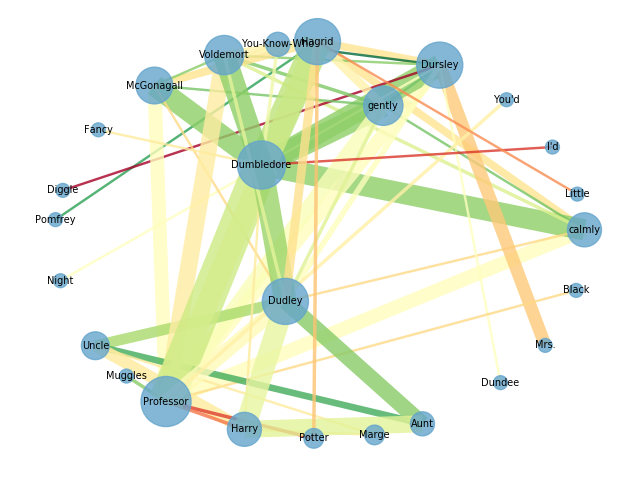 You-Know-Who
Hagrid
Voldemort
Dursley
McGonagall
gently
You'd
Fancy
I'd
Dumbledore
Diggle
Little
Pomfrey
calmly
Night
Black
Dudley
Uncle
Mrs.
Muggles
Dundee
Professor
Harry
Potter
Marge
Aunt